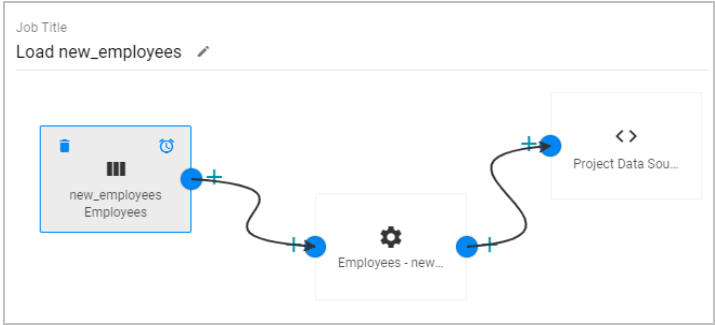 Job Title
Load new_employees
new_employees
Employees
Employees - new...
Project Data Sou...